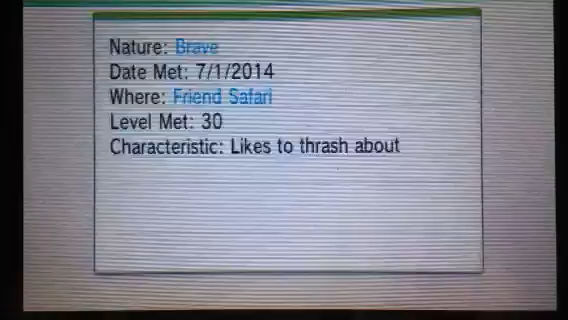 Nature: Brave
Date Met: 7/1/2014
Where: Friend Safari
Level Met: 30
Characteristic: Likes to thrash about